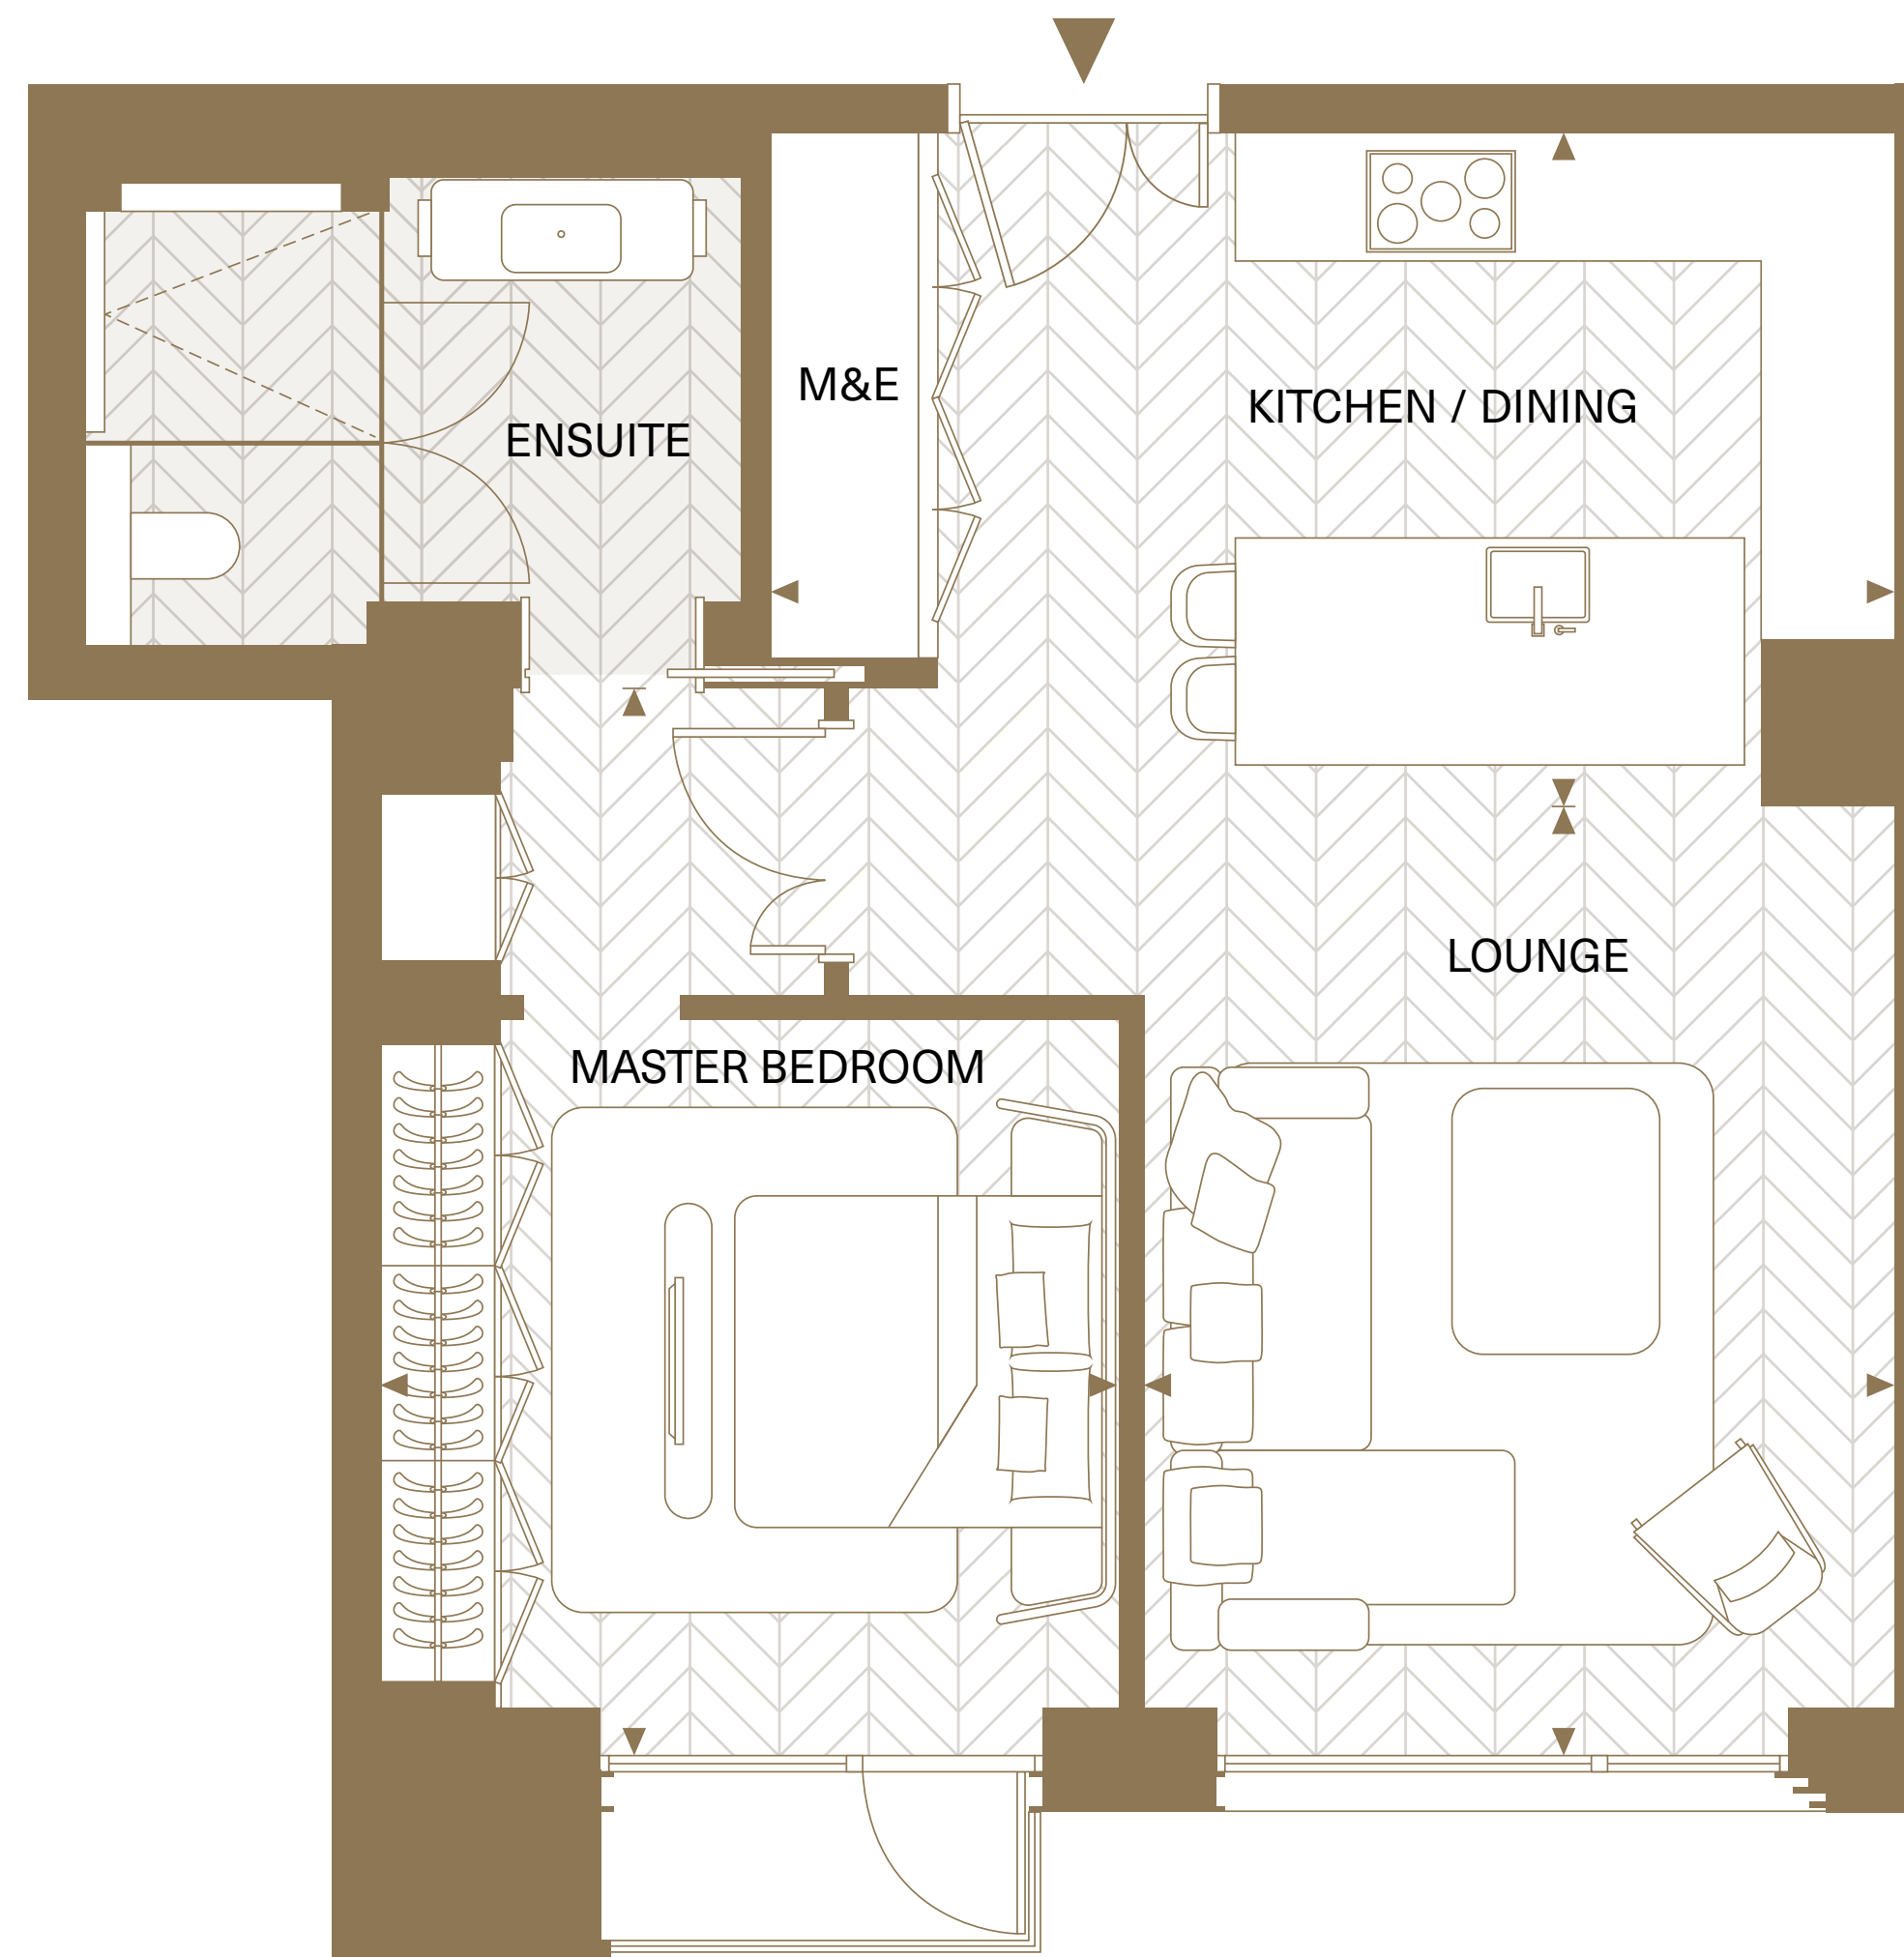 M&E
KITCHEN / DINING
ENSUITE
LOUNGE
MASTER BEDROOM